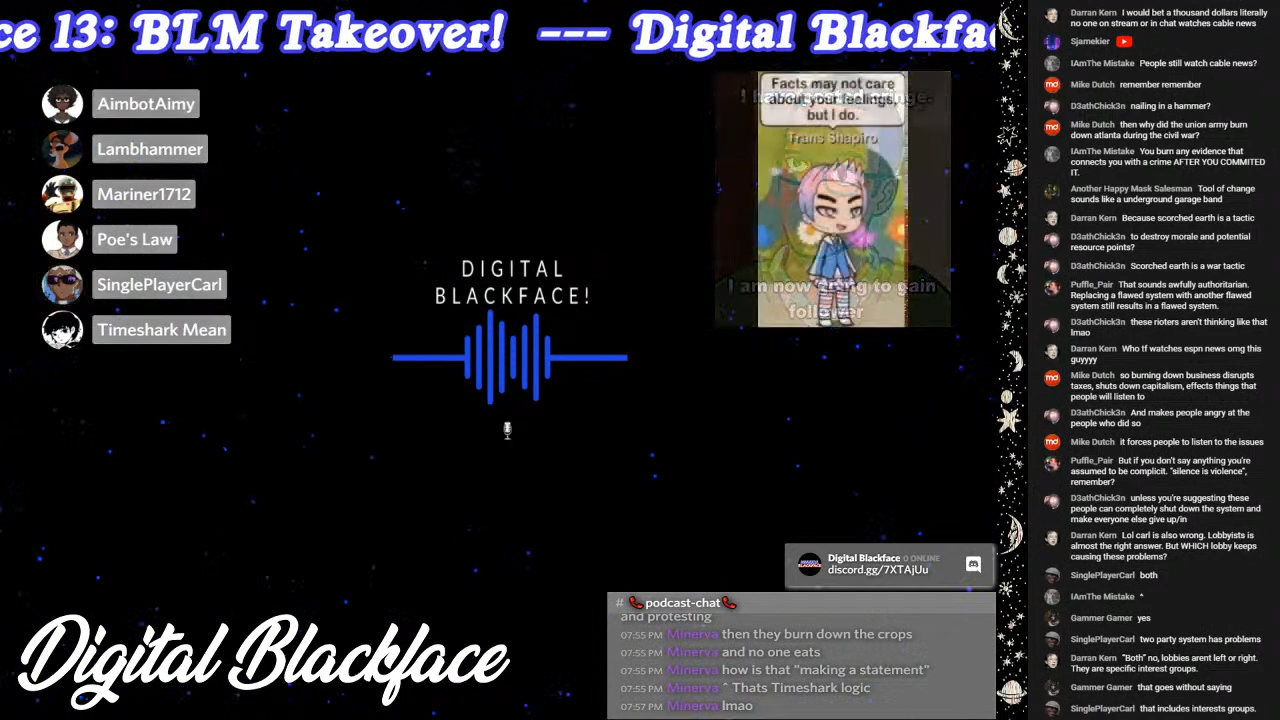 ce 13: BLM Takeover! --- Digital Blackfac
AimbotAimy
Lambhammer
Mariner1712
Poe's Law
SinglePlayerCarl
Timeshark Mean
Facts may not care
about your feelings,
but I do.
Trans Shapiro
I am now going to gain
follower
DIGITAL
BLACKFACE!
Digital Blackface 0 ONLINE
discord.gg/7XTAjUu
# podcast-chat
and protesting
07:55 PM Minerva then they burn down the crops
07:55 PM Minerva and no one eats
07:55 PM Minerva how is that "making a statement"
07:55 PM Minerva ^ Thats Timeshark logic
07:57 PM Minerva lmao
Digital Blackface
Darran Kern I would bet a thousand dollars literally
no one on stream or in chat watches cable news
Sjamekier
IAmThe Mistake People still watch cable news?
Mike Dutch remember remember
D3athChick3n nailing in a hammer?
Mike Dutch then why did the union army burn
down atlanta during the civil war?
IAmThe Mistake You burn any evidence that
connects you with a crime AFTER YOU COMMITED
IT.
Another Happy Mask Salesman Tool of change
sounds like a underground garage band
Darran Kern Because scorched earth is a tactic
D3athChick3n to destroy morale and potential
resource points?
D3athChick3n Scorched earth is a war tactic
Puffle_Pair That sounds awfully authoritarian.
Replacing a flawed system with another flawed
system still results in a flawed system.
D3athChick3n these rioters aren't thinking like that
lmao
Darran Kern Who tf watches espn news omg this
guyyyy
Mike Dutch so burning down business disrupts
taxes, shuts down capitalism, effects things that
people will listen to
D3athChick3n And makes people angry at the
people who did so
Mike Dutch it forces people to listen to the issues
Puffle_Pair But if you don't say anything you're
assumed to be complicit. "silence is violence",
remember?
D3athChick3n unless you're suggesting these
people can completely shut down the system and
make everyone else give up/in
Darran Kern Lol carl is also wrong. Lobbyists is
almost the right answer. But WHICH lobby keeps
causing these problems?
SinglePlayerCarl both
IAmThe Mistake ^
Gammer Gamer yes
SinglePlayerCarl two party system has problems
Darran Kern "Both" no, lobbies arent left or right.
They are specific interest groups.
Gammer Gamer that goes without saying
SinglePlayerCarl that includes interests groups.